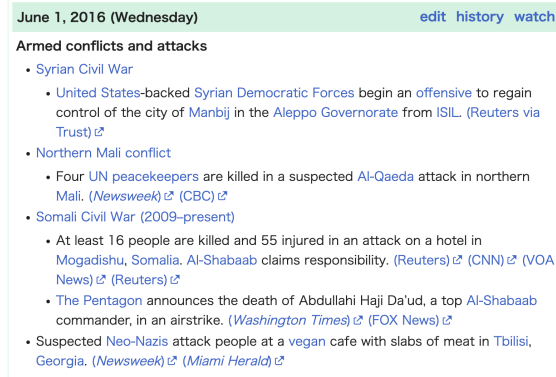 June 1, 2016 (Wednesday) edit history watch
Armed conflicts and attacks
• Syrian Civil War
• United States-backed Syrian Democratic Forces begin an offensive to regain
control of the city of Manbij in the Aleppo Governorate from ISIL. (Reuters via
Trust)
• Northern Mali conflict
• Four UN peacekeepers are killed in a suspected Al-Qaeda attack in northern
Mali. (Newsweek) (CBC)
• Somali Civil War (2009–present)
• At least 16 people are killed and 55 injured in an attack on a hotel in
Mogadishu, Somalia. Al-Shabaab claims responsibility. (Reuters) (CNN) (VOA
News) (Reuters)
• The Pentagon announces the death of Abdullahi Haji Da'ud, a top Al-Shabaab
commander, in an airstrike. (Washington Times) (FOX News)
• Suspected Neo-Nazis attack people at a vegan cafe with slabs of meat in Tbilisi,
Georgia. (Newsweek) (Miami Herald)